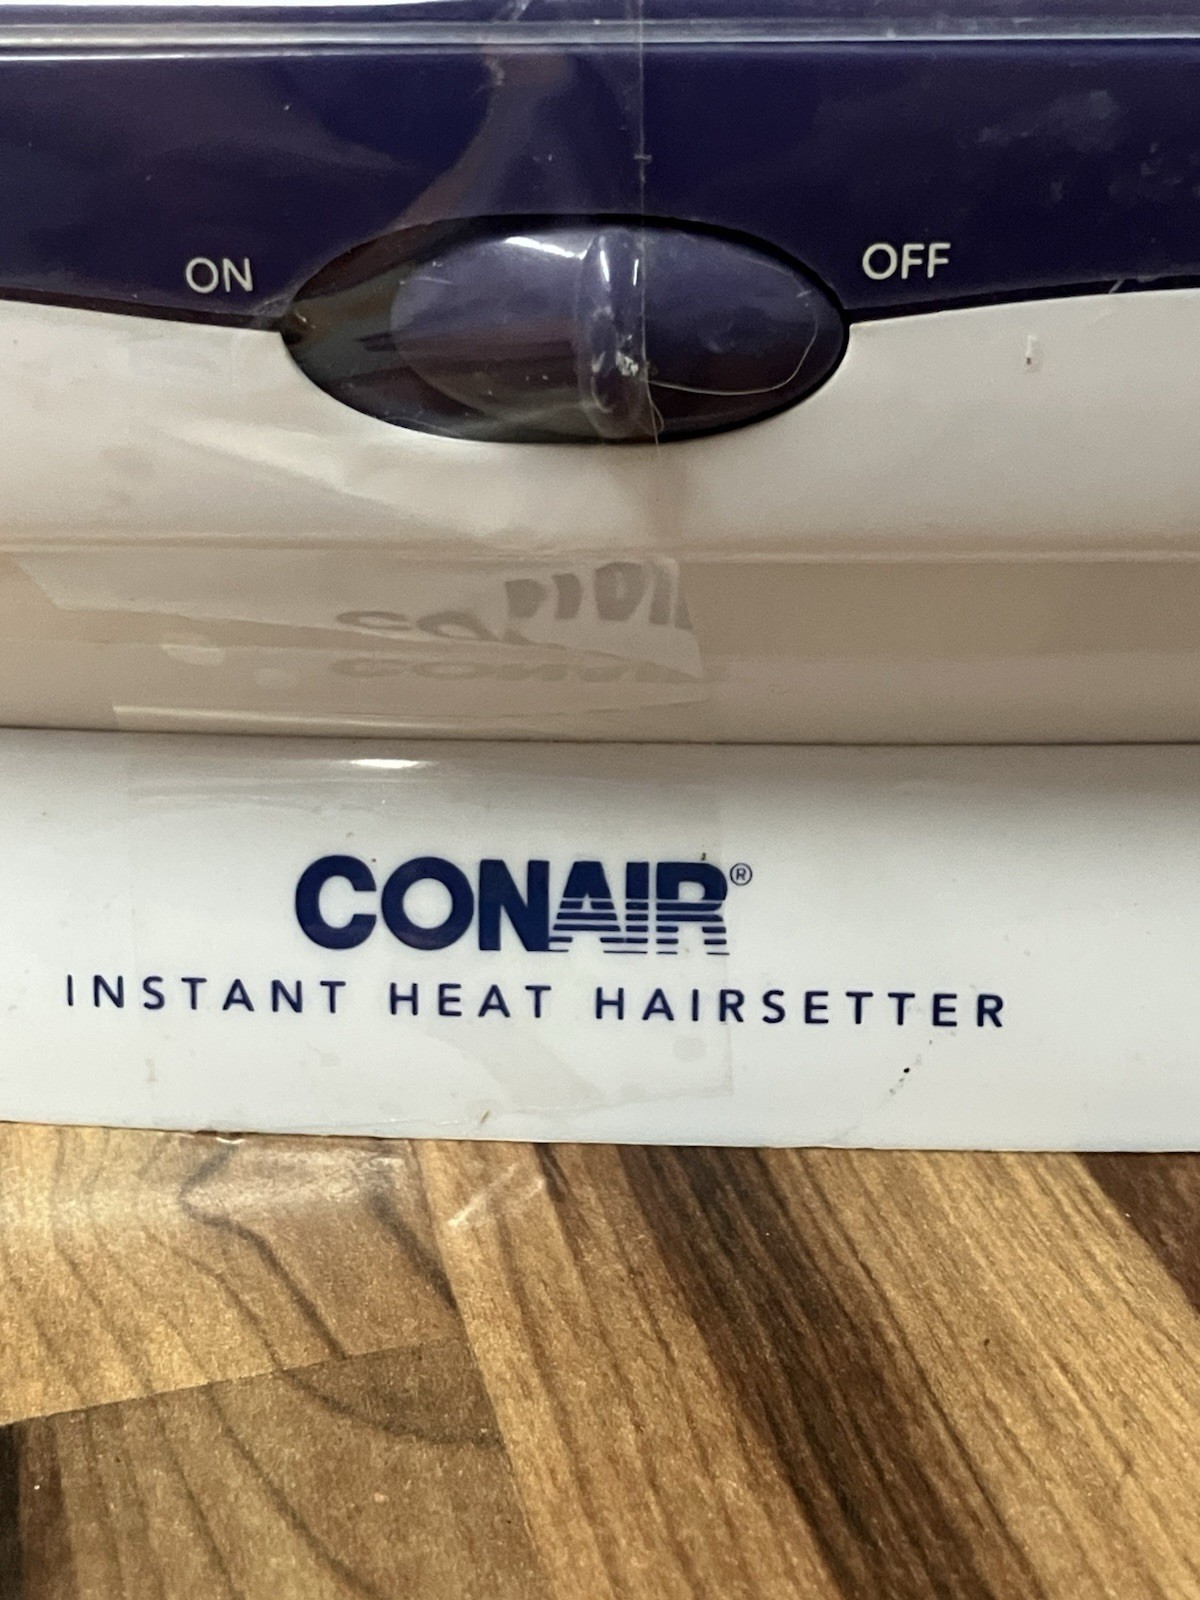 ON OFF
CONAIR®
INSTANT HEAT HAIRSETTER